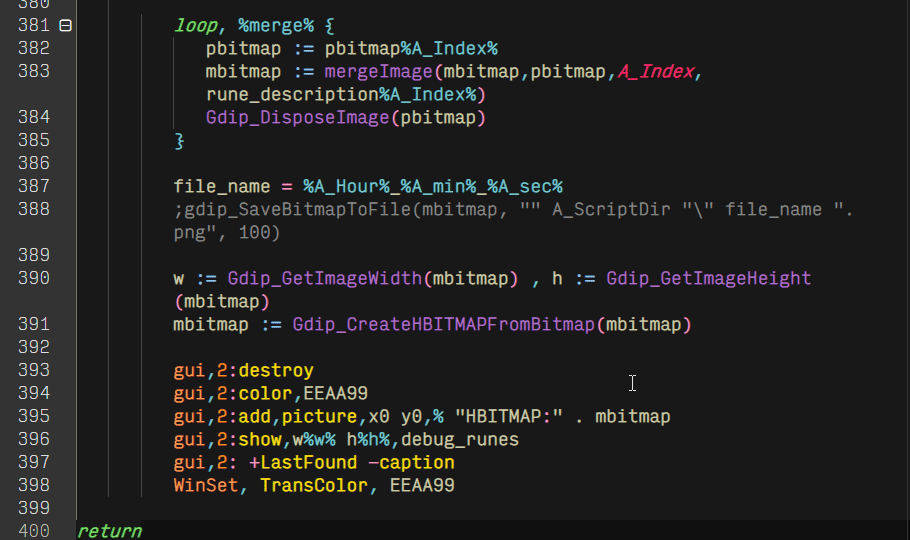 380
381 loop, %merge% {
382 pbitmap := pbitmap%A_Index%
383 mbitmap := mergeImage(mbitmap,pbitmap,A_Index,
rune_description%A_Index%)
384 Gdip_DisposeImage(pbitmap)
385 }
386
387 file_name = %A_Hour%_%A_min%_%A_sec%
388 ;gdip_SaveBitmapToFile(mbitmap, "" A_ScriptDir "\" file_name ".
png", 100)
389
390 w := Gdip_GetImageWidth(mbitmap) , h := Gdip_GetImageHeight
(mbitmap)
391 mbitmap := Gdip_CreateHBITMAPFromBitmap(mbitmap)
392
393 gui,2:destroy
394 gui,2:color,EEAA99
395 gui,2:add,picture,x0 y0,% "HBITMAP:" . mbitmap
396 gui,2:show,w%w% h%h%,debug_runes
397 gui,2: +LastFound -caption
398 WinSet, TransColor, EEAA99
399
400 return